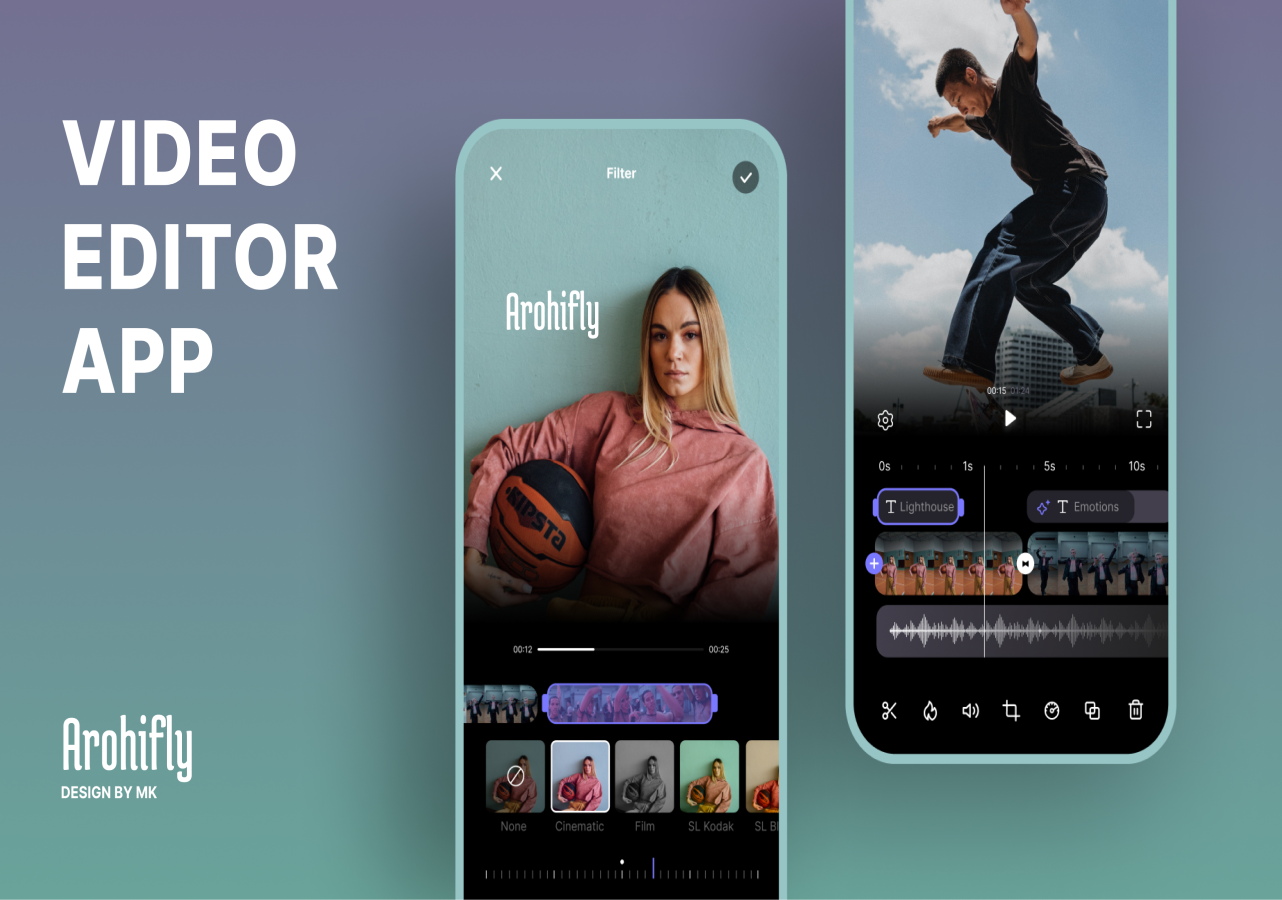 VIDEO
EDITOR
APP
Arohifly
DESIGN BY MK
Filter
Arohifly
KIPSTA
00:12
00:25
None
Cinematic
Film
SL Kodak
SL Bl
00:15 01:24
0s
1s
5s
10s
T Lighthouse
T Emotions